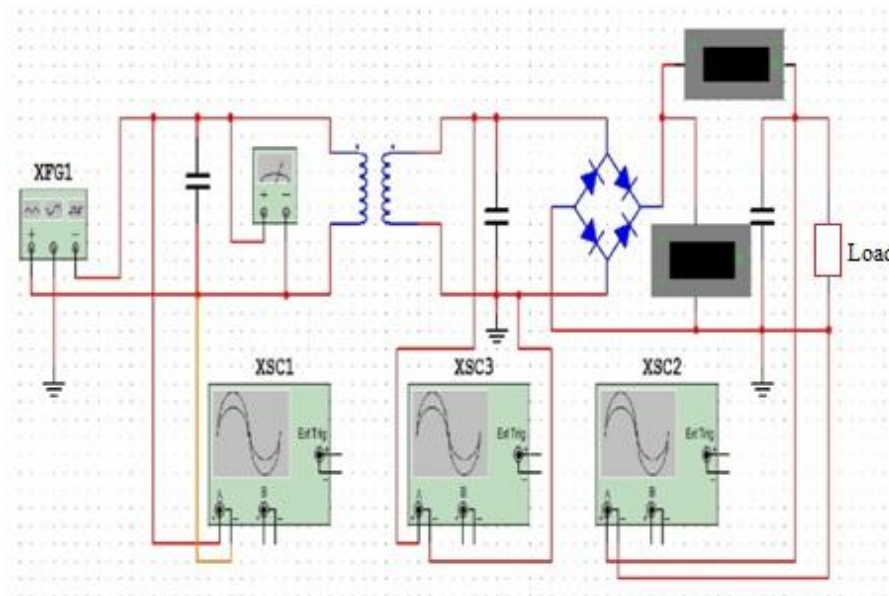 XFG1
Load
XSC1
XSC3
XSC2
Ext Trig
Ext Trig
Ext Trig
A B
A B
A B